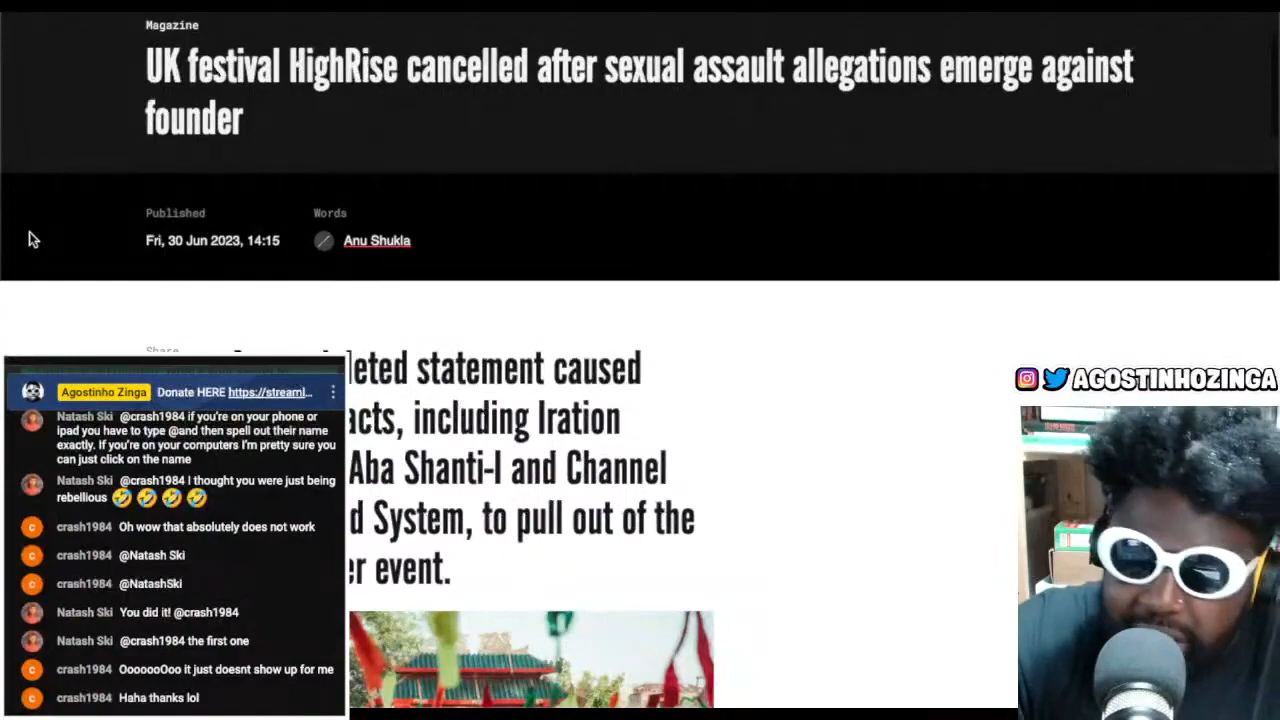 Magazine
UK festival HighRise cancelled after sexual assault allegations emerge against
founder
Published
Words
Fri, 30 Jun 2023, 14:15
Anu Shukla
Share
leted statement caused
acts, including Iration
Aba Shanti-I and Channel
d System, to pull out of the
er event.
Agostinho Zinga Donate HERE https://streaml...
Natash Ski @crash1984 if you're on your phone or
ipad you have to type @and then spell out their name
exactly. If you're on your computers I'm pretty sure you
can just click on the name
Natash Ski @crash1984 I thought you were just being
rebellious 🤣 🤣 🤣 🤣
c crash1984 Oh wow that absolutely does not work
c crash1984 @Natash Ski
c crash1984 @NatashSki
Natash Ski You did it! @crash1984
Natash Ski @crash1984 the first one
c crash1984 OoooooOoo it just doesnt show up for me
c crash1984 Haha thanks lol
AGOSTINHOZINGA